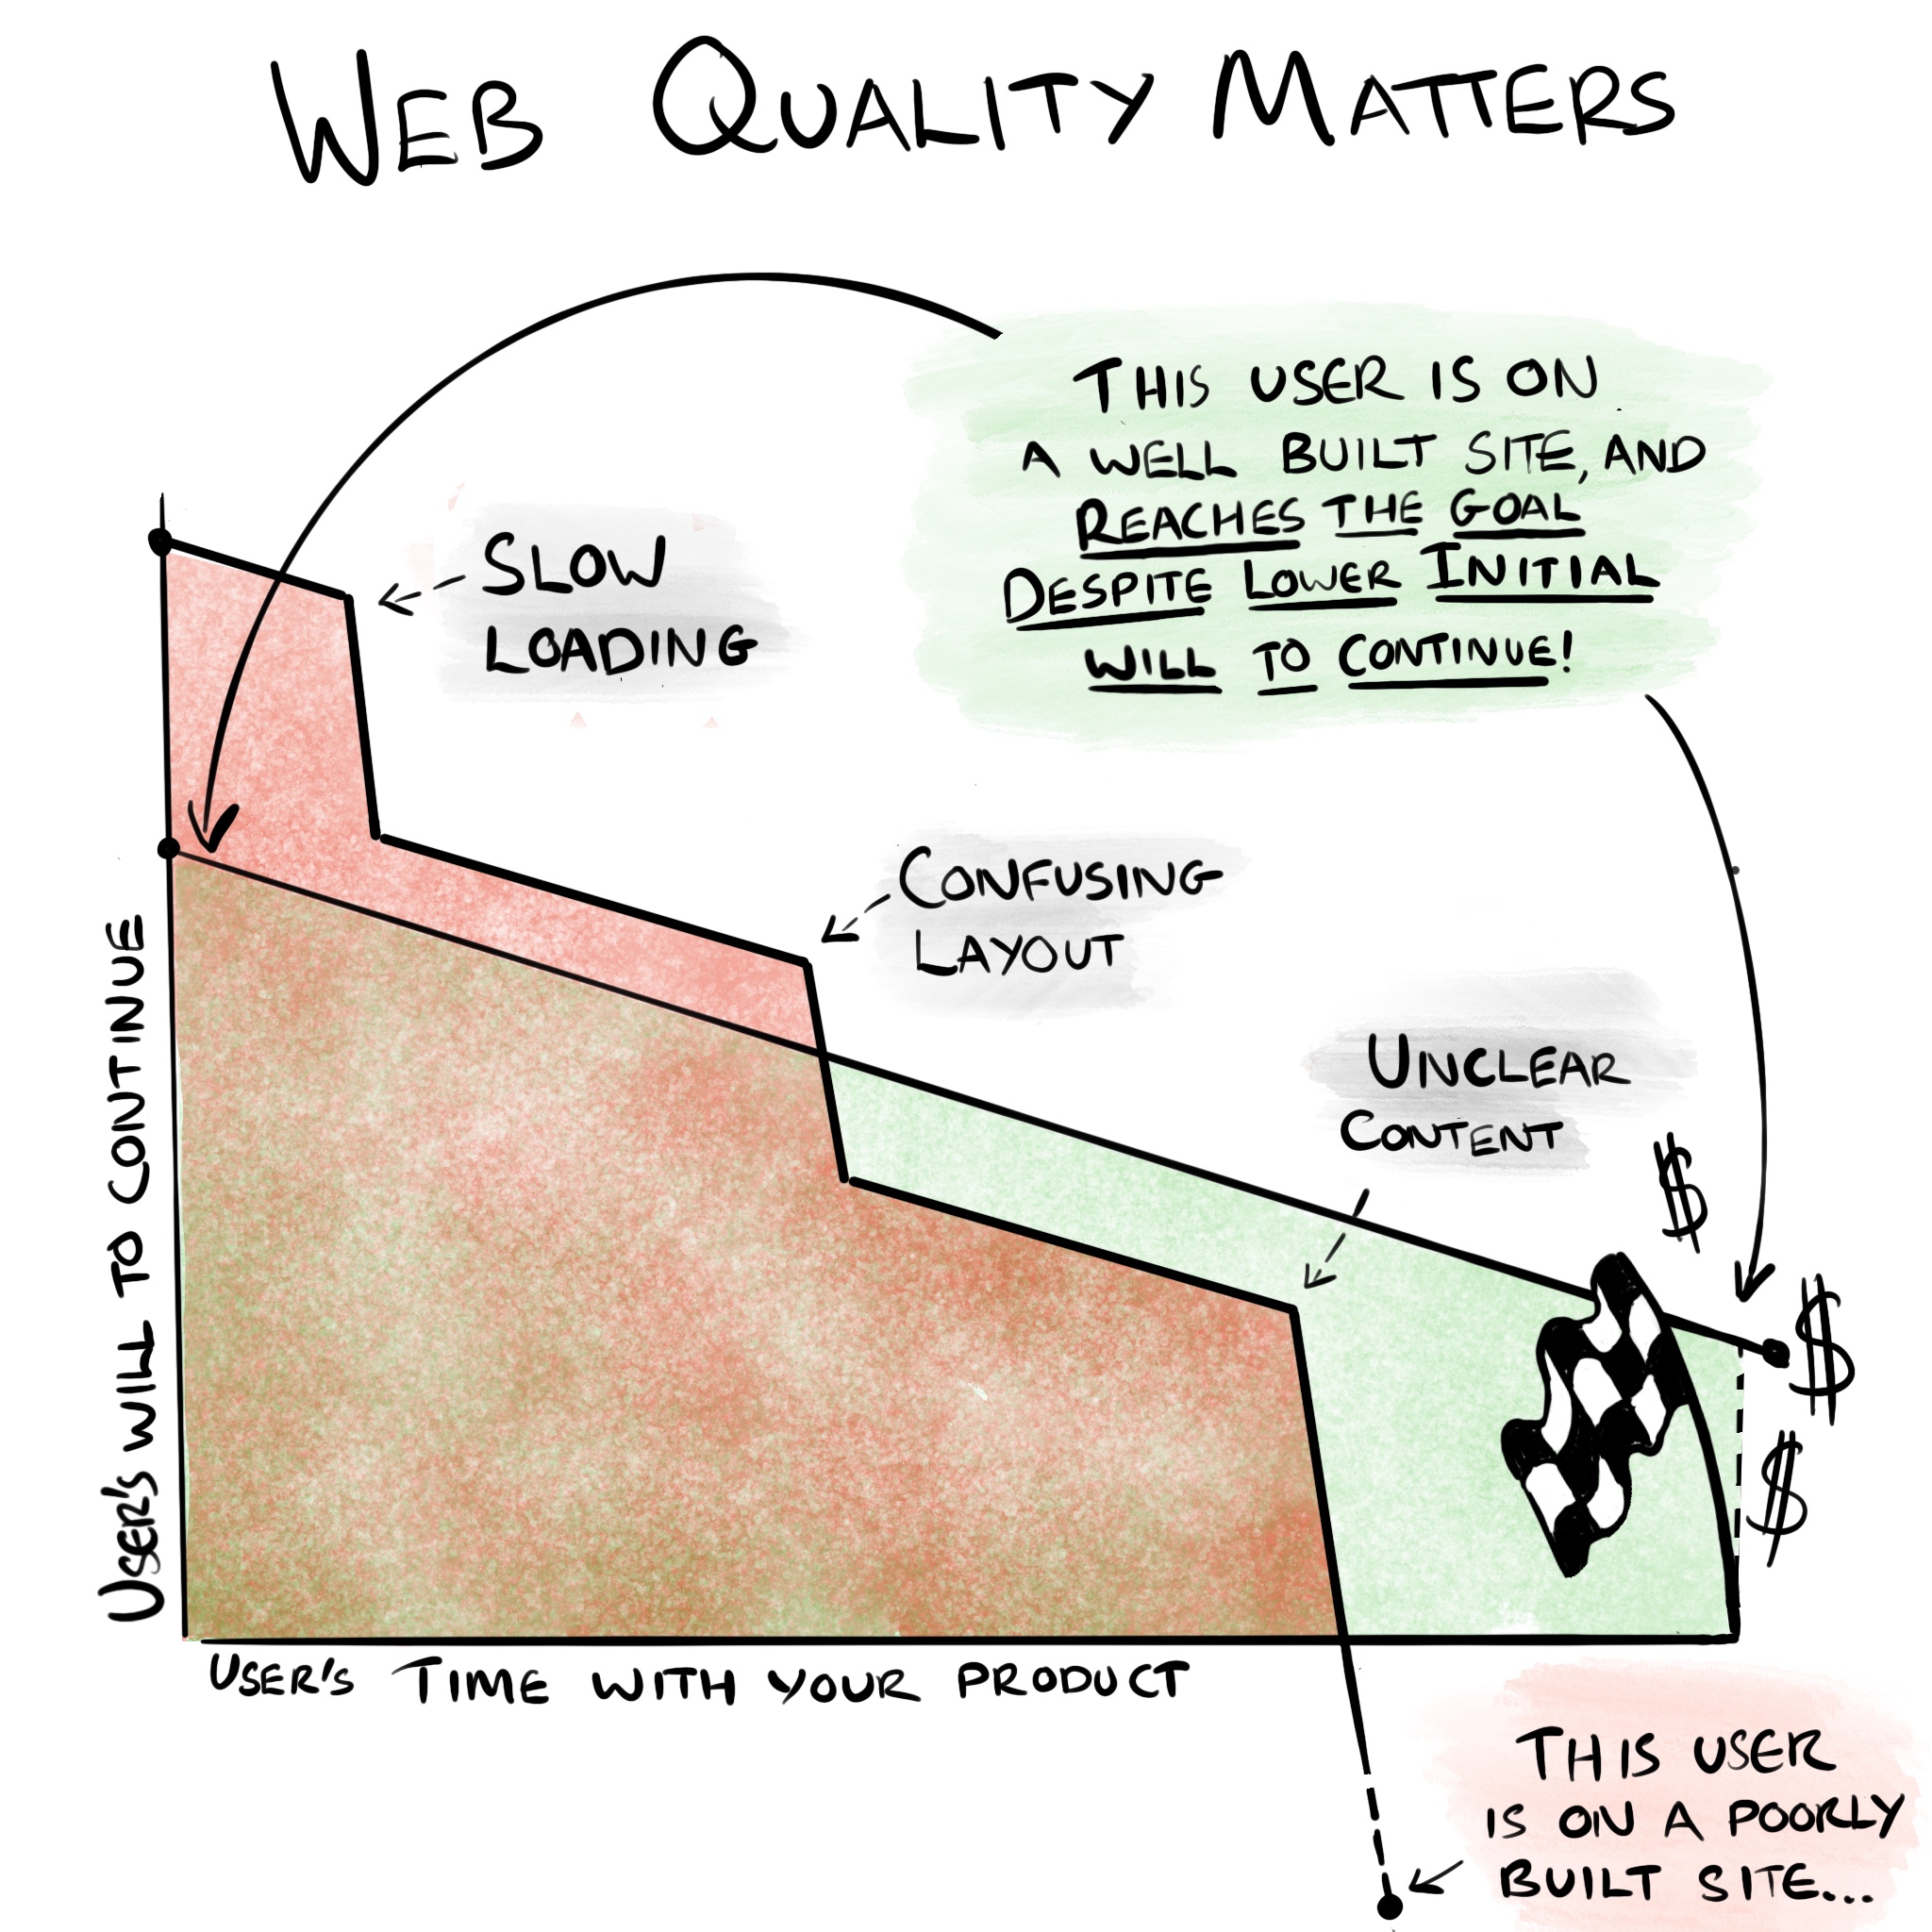 WEB QUALITY MATTERS
THIS USER IS ON
A WELL BUILT SITE, AND
REACHES THE GOAL
DESPITE LOWER INITIAL
WILL TO CONTINUE!
SLOW
LOADING
CONFUSING
LAYOUT
UNCLEAR
CONTENT
$
$
$
USER'S WILL TO CONTINUE
USER'S TIME WITH YOUR PRODUCT
THIS USER
IS ON A POORLY
BUILT SITE...